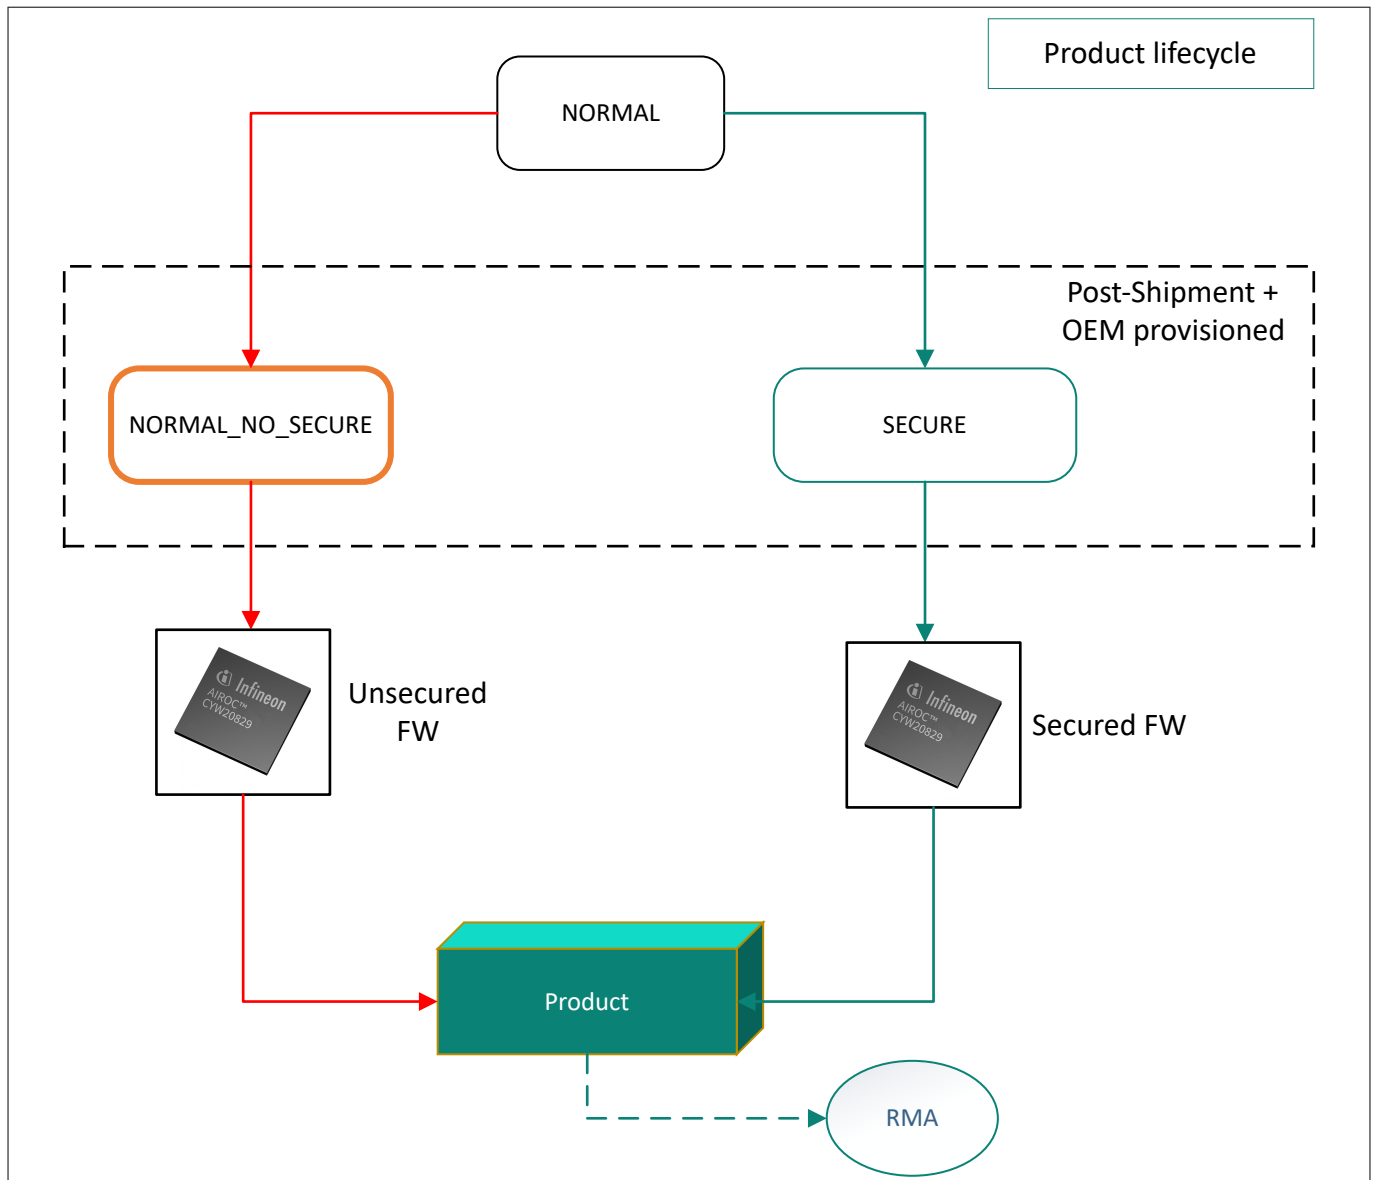 Product lifecycle
NORMAL
Post-Shipment +
OEM provisioned
NORMAL_NO_SECURE
SECURE
Infineon
AIROC™
CYW20829
Unsecured
FW
Infineon
AIROC™
CYW20829
Secured FW
Product
RMA